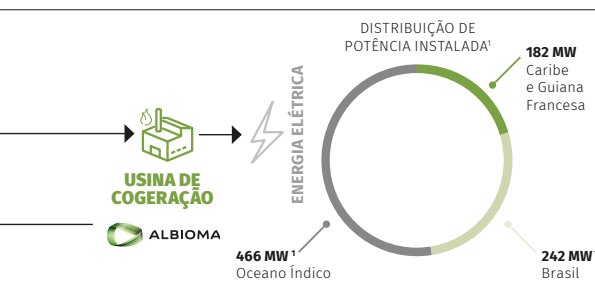 DISTRIBUIÇÃO DE
POTÊNCIA INSTALADA¹
182 MW
Caribe
e Guiana
Francesa
ENERGIA ELÉTRICA
USINA DE
COGERAÇÃO
ALBIOMA
466 MW ¹
Oceano Índico
242 MW
Brasil